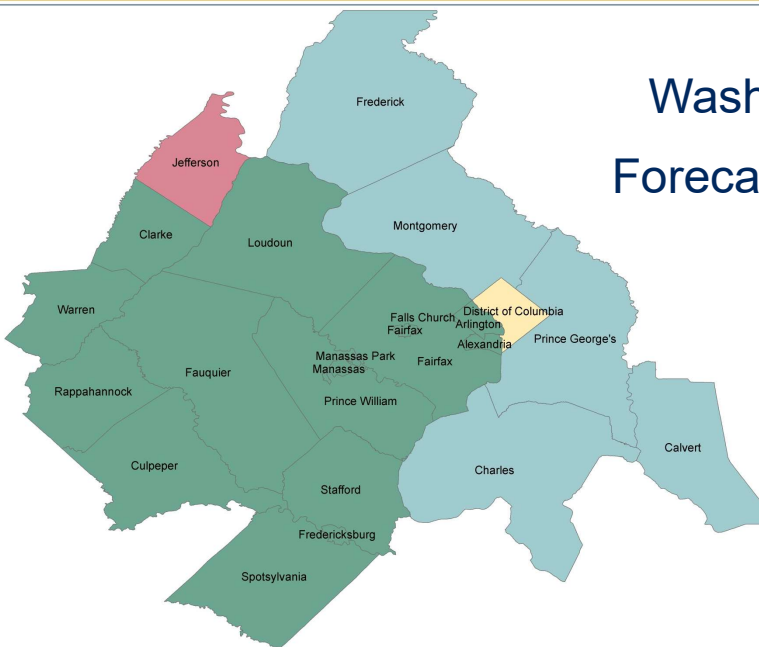 Wash
Foreca
Frederick
Jefferson
Montgomery
Clarke
Loudoun
Warren
Falls Church
Fairfax
District of Columbia
Arlington
Alexandria
Prince George's
Manassas Park
Manassas
Fairfax
Fauquier
Rappahannock
Prince William
Calvert
Culpeper
Charles
Stafford
Fredericksburg
Spotsylvania